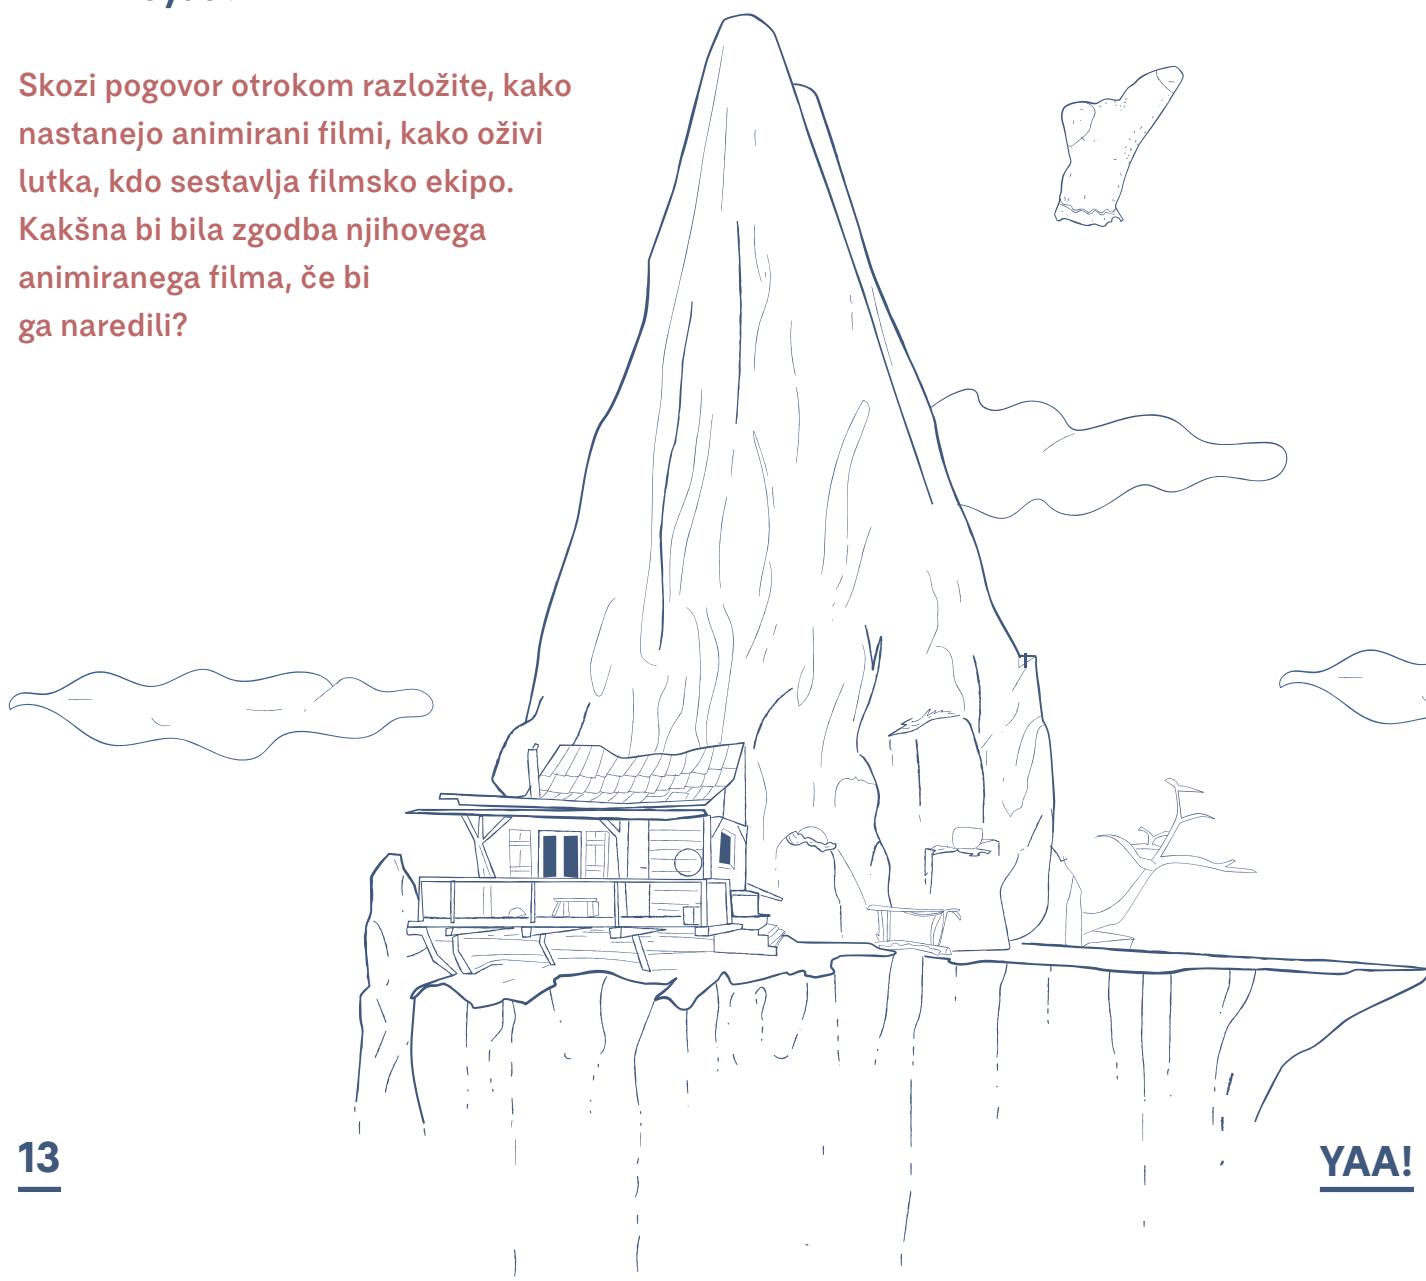 Skozi pogovor otrokom razložite, kako
nastanejo animirani filmi, kako oživi
lutka, kdo sestavlja filmsko ekipo.
Kakšna bi bila zgodba njihovega
animiranega filma, če bi
ga naredili?
13
YAA!